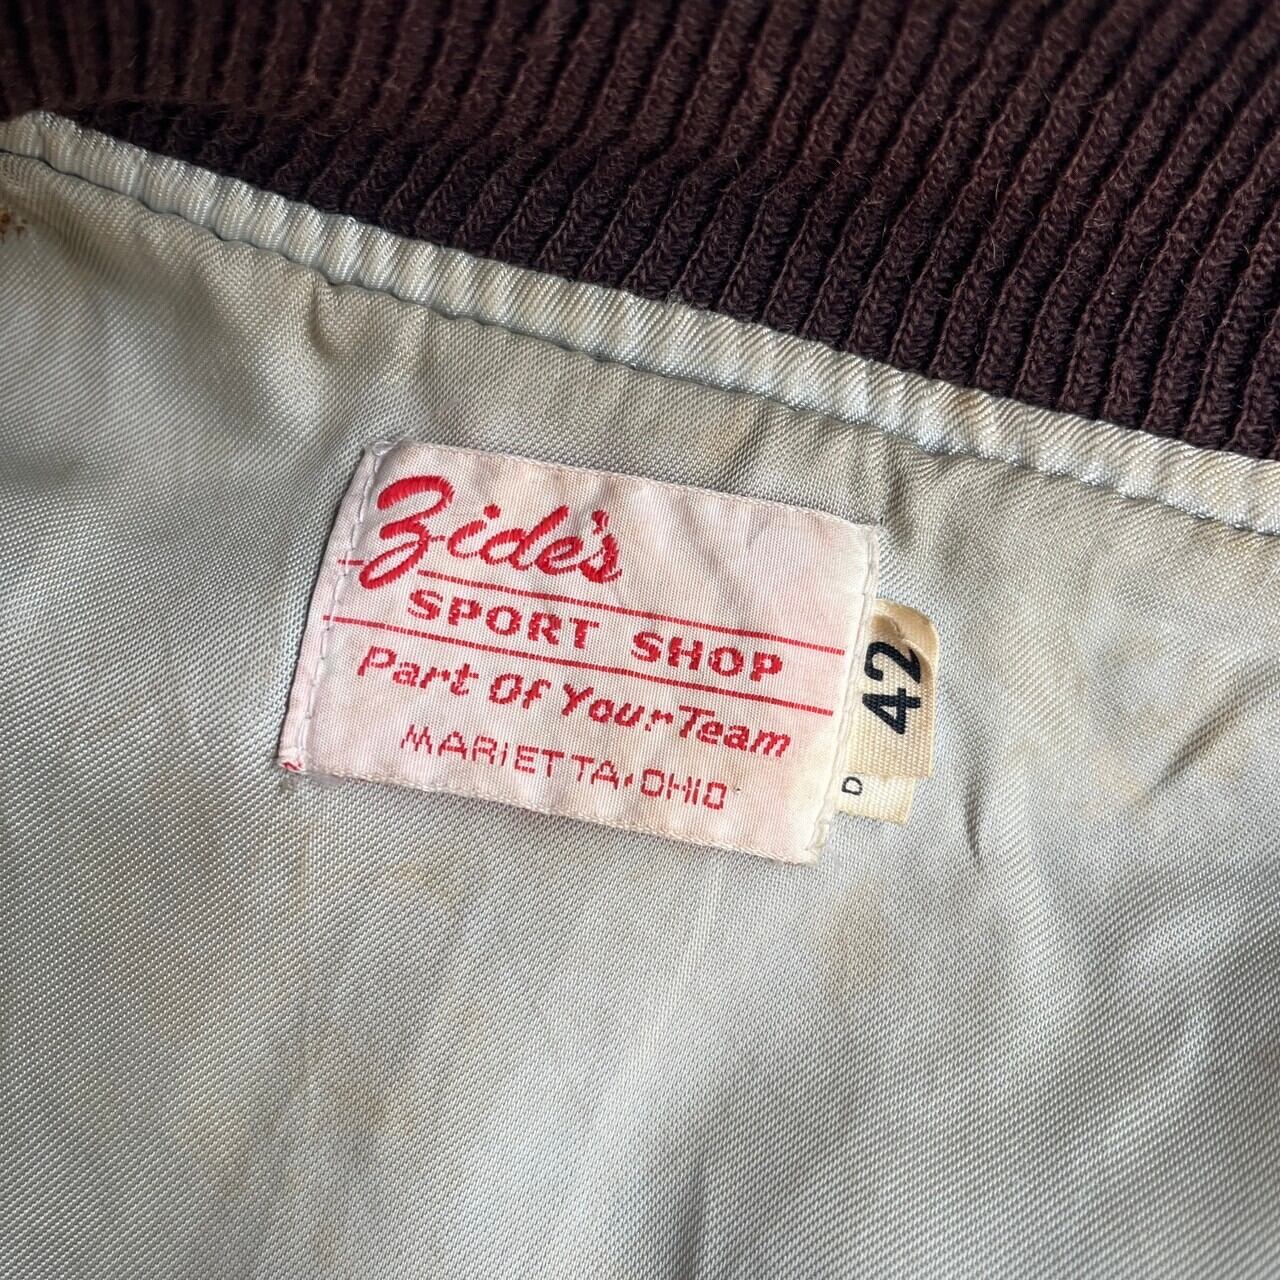 Zide's
SPORT SHOP
Part Of Your Team
MARIETTA, OHIO
42
D